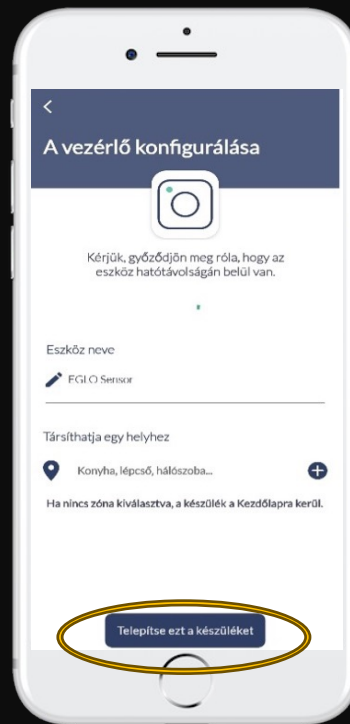 A vezérlő konfigurálása
Kérjük, győződjön meg róla, hogy az
eszköz hatótávolságán belül van.
Eszköz neve
EGLO Sensor
Társíthatja egy helyhez
Konyha, lépcső, hálószoba...
Ha nincs zóna kiválasztva, a készülék a Kezdőlapra kerül.
Telepítse ezt a készüléket